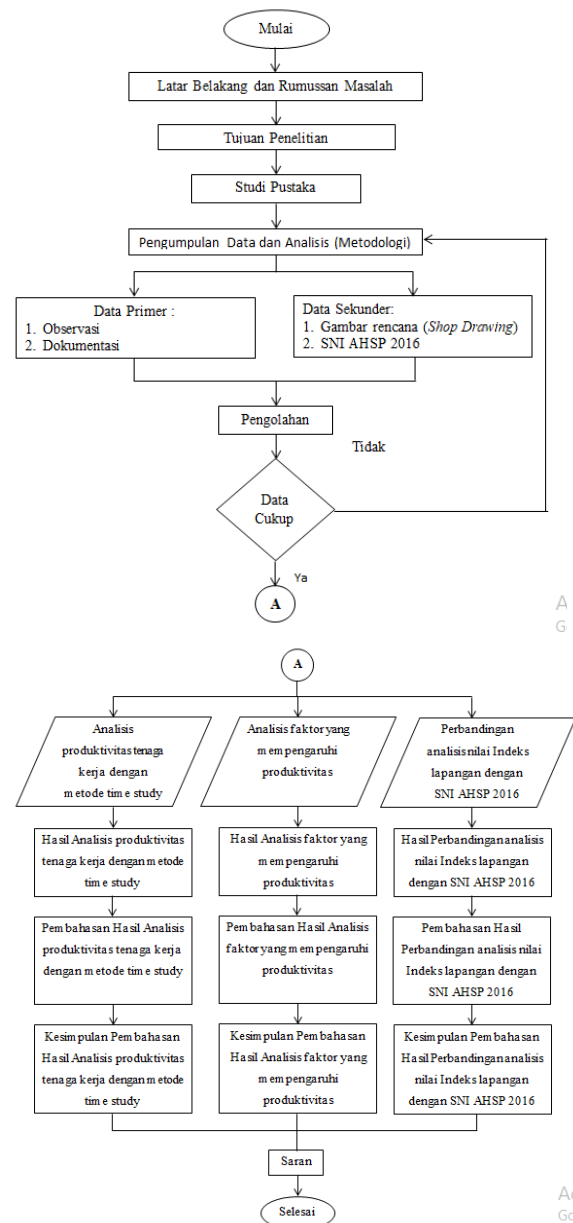 Mulai
Latar Belakang dan Rumussan Masalah
Tujuan Penelitian
Studi Pustaka
Pengumpulan Data dan Analisis (Metodologi)
Data Primer :
1. Observasi
2. Dokumentasi
Data Sekunder:
1. Gambar rencana (Shop Drawing)
2. SNI AHSP 2016
Pengolahan
Tidak
Data
Cukup
Ya
A
A
G
A
Analisis
produktivitas tenaga
kerja dengan
metode time study
Analisis faktor yang
mempengaruhi
produktivitas
Perbandingan
analisis nilai Indeks
lapangan dengan
SNI AHSP 2016
Hasil Analisis produktivitas
tenaga kerja dengan metode
time study
Hasil Analisis faktor yang
mempengaruhi
produktivitas
Hasil Perbandingan analisis
nilai Indeks lapangan
dengan SNI AHSP 2016
Pembahasan Hasil Analisis
produktivitas tenaga kerja
dengan metode time study
Pembahasan Hasil Analisis
faktor yang mempengaruhi
produktivitas
Pembahasan Hasil
Perbandingan analisis nilai
Indeks lapangan dengan
SNI AHSP 2016
Kesimpulan Pembahasan
Hasil Analisis produktivitas
tenaga kerja dengan metode
time study
Kesimpulan Pembahasan
Hasil Analisis faktor yang
mempengaruhi
produktivitas
Kesimpulan Pembahasan
Hasil Perbandingan analisis
nilai Indeks lapangan
dengan SNI AHSP 2016
Saran
Selesai
Ac
Go